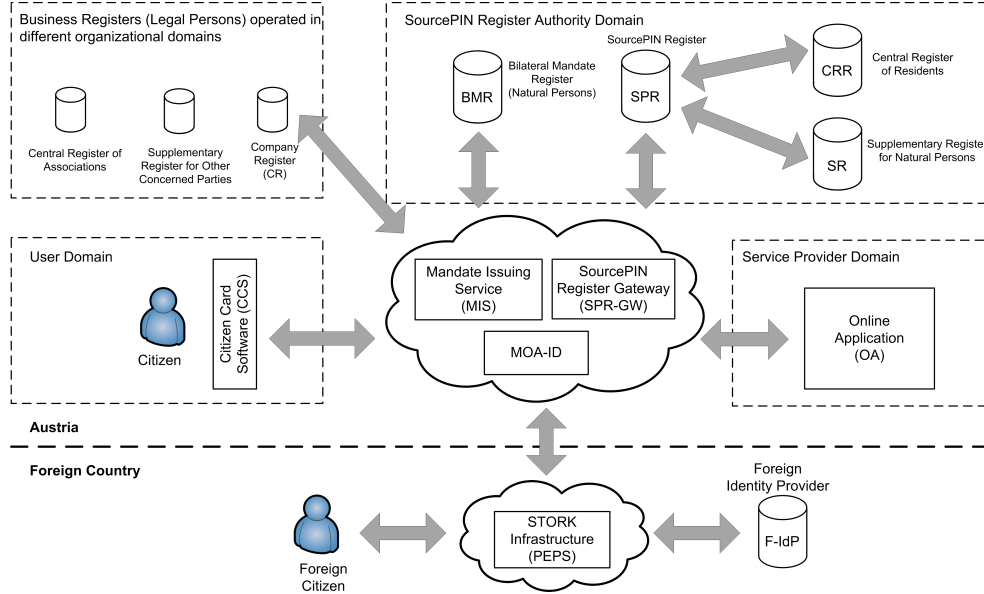 Business Registers (Legal Persons) operated in
different organizational domains
Central Register of
Associations
Supplementary
Register for Other
Concerned Parties
Company
Register
(CR)
SourcePIN Register Authority Domain
BMR
Bilateral Mandate
Register
(Natural Persons)
SourcePIN Register
SPR
CRR
Central Register
of Residents
SR
Supplementary Register
for Natural Persons
User Domain
Citizen
Citizen Card
Software (CCS)
Mandate Issuing
Service
(MIS)
SourcePIN
Register Gateway
(SPR-GW)
MOA-ID
Service Provider Domain
Online
Application
(OA)
Austria
Foreign Country
Foreign
Citizen
STORK
Infrastructure
(PEPS)
Foreign
Identity Provider
F-IdP